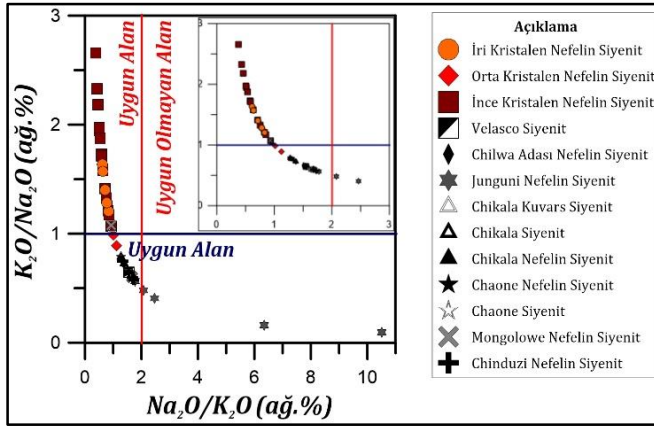 3
2
1
0
0
2
4
6
8
10
K₂O/Na₂O (ağ.%)
Na₂O/K₂O (ağ.%)
Uygun Alan
Uygun Olmayan Alan
Uygun Alan
3
2
1
0
0
1
2
3
Açıklama
İri Kristalen Nefelin Siyenit
Orta Kristalen Nefelin Siyenit
İnce Kristalen Nefelin Siyenit
Velasco Siyenit
Chilwa Adası Nefelin Siyenit
Junguni Nefelin Siyenit
Chikala Kuvars Siyenit
Chikala Siyenit
Chikala Nefelin Siyenit
Chaone Nefelin Siyenit
Chaone Siyenit
Mongolowe Nefelin Siyenit
Chinduzi Nefelin Siyenit